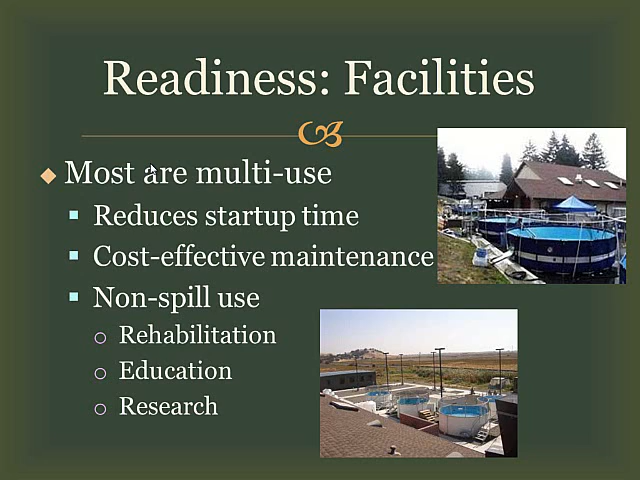 Readiness: Facilities
Most are multi-use
Reduces startup time
Cost-effective maintenance
Non-spill use
Rehabilitation
Education
Research